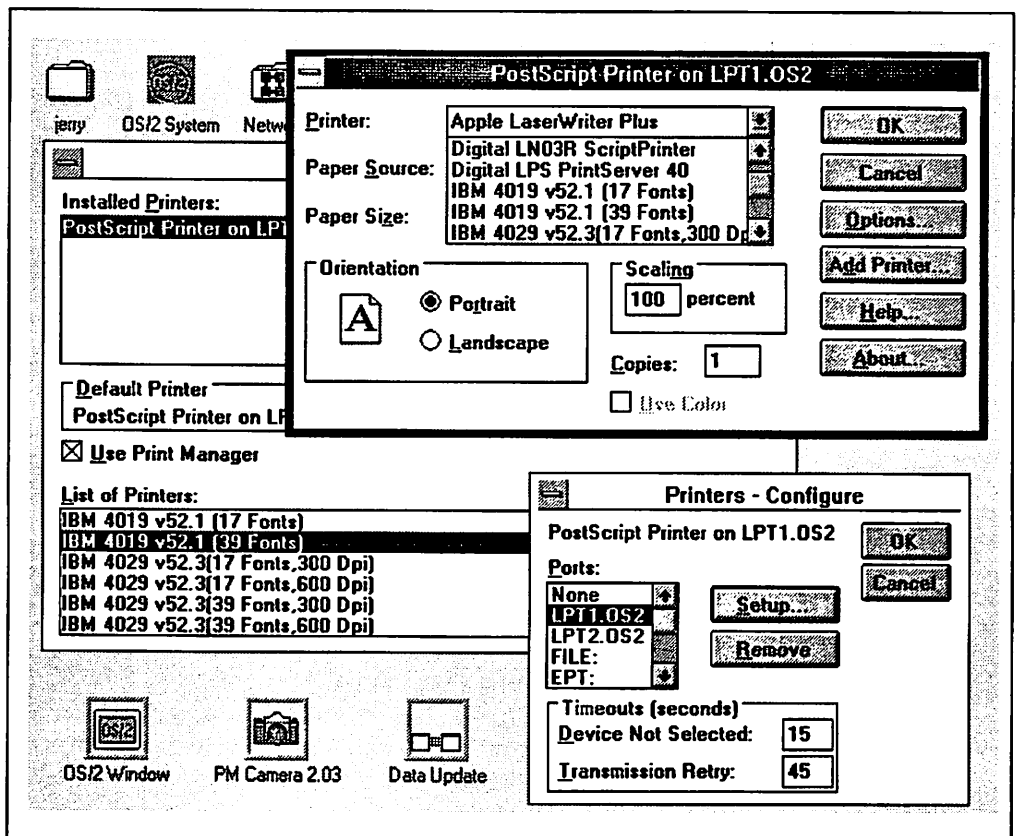 jerry
OS/2 System
Netw
PostScript Printer on LPT1.OS2
Printer:
Apple LaserWriter Plus
Digital LN03R ScriptPrinter
Digital LPS PrintServer 40
IBM 4019 v52.1 (17 Fonts)
IBM 4019 v52.1 (39 Fonts)
IBM 4029 v52.3(17 Fonts,300 Dp
Paper Source:
Paper Size:
Orientation
A
Portrait
Landscape
Scaling
100 percent
Copies: 1
Use Color
OK
Cancel
Options...
Add Printer...
Help...
About...
Installed Printers:
PostScript Printer on LPT
Default Printer
PostScript Printer on LP
Use Print Manager
List of Printers:
IBM 4019 v52.1 (17 Fonts)
IBM 4019 v52.1 (39 Fonts)
IBM 4029 v52.3(17 Fonts,300 Dpi)
IBM 4029 v52.3(17 Fonts,600 Dpi)
IBM 4029 v52.3(39 Fonts,300 Dpi)
IBM 4029 v52.3(39 Fonts,600 Dpi)
Printers - Configure
PostScript Printer on LPT1.OS2
Ports:
None
LPT1.OS2
LPT2.OS2
FILE:
EPT:
OK
Cancel
Setup...
Remove
Timeouts (seconds)
Device Not Selected: 15
Transmission Retry: 45
OS/2
OS/2 Window
PM Camera 2.03
Data Update